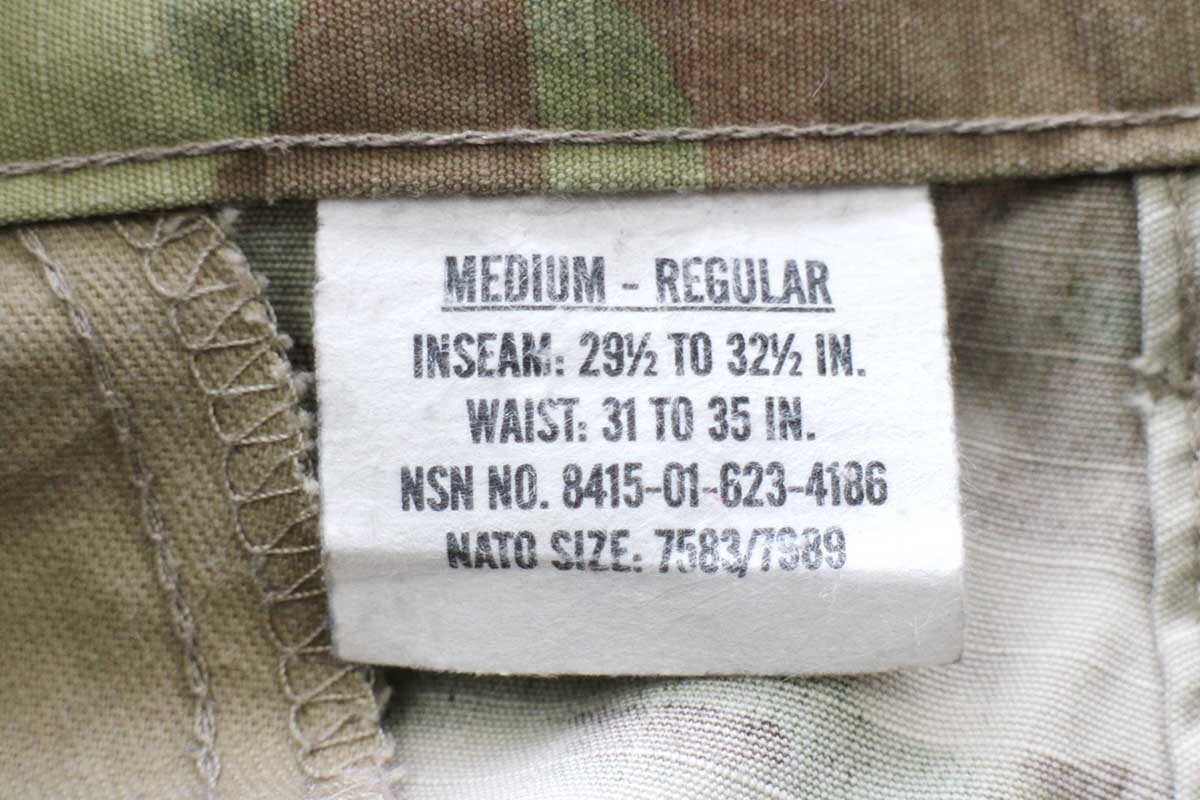 MEDIUM - REGULAR
INSEAM: 29½ TO 32½ IN.
WAIST: 31 TO 35 IN.
NSN NO. 8415-01-623-4186
NATO SIZE: 7583/7989